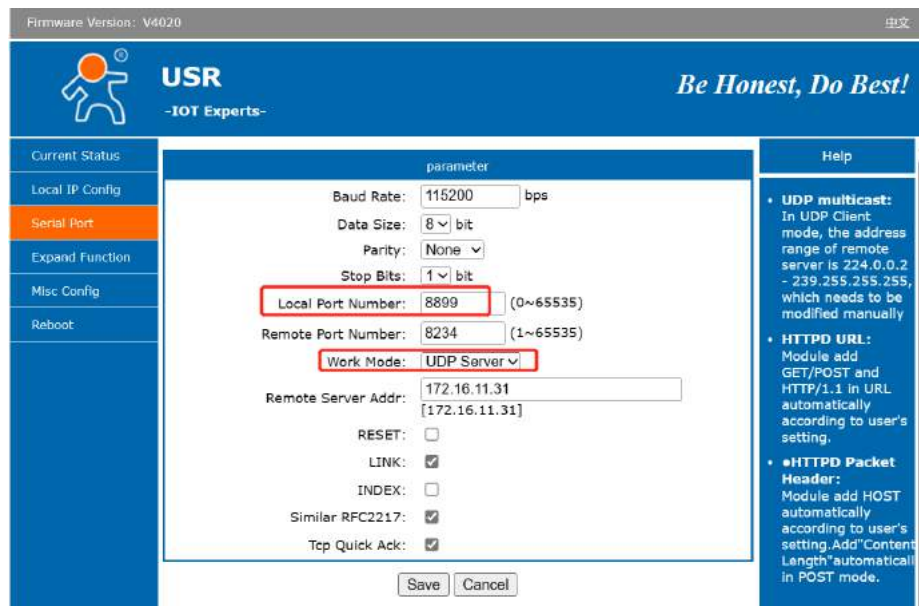 Firmware Version: V4020
中文
®
USR
-IOT Experts-
Be Honest, Do Best!
Current Status
Local IP Config
Serial Port
Expand Function
Misc Config
Reboot
parameter
Baud Rate: 115200 bps
Data Size: 8 bit
Parity: None
Stop Bits: 1 bit
Local Port Number: 8899 (0~65535)
Remote Port Number: 8234 (1~65535)
Work Mode: UDP Server
Remote Server Addr: 172.16.11.31
[172.16.11.31]
RESET:
LINK:
INDEX:
Similar RFC2217:
Tcp Quick Ack:
Save Cancel
Help
• UDP multicast:
In UDP Client
mode, the address
range of remote
server is 224.0.0.2
- 239.255.255.255,
which needs to be
modified manually
• HTTPD URL:
Module add
GET/POST and
HTTP/1.1 in URL
automatically
according to user's
setting.
• ●HTTPD Packet
Header:
Module add HOST
automatically
according to user's
setting.Add"Content
Length"automaticall
in POST mode.